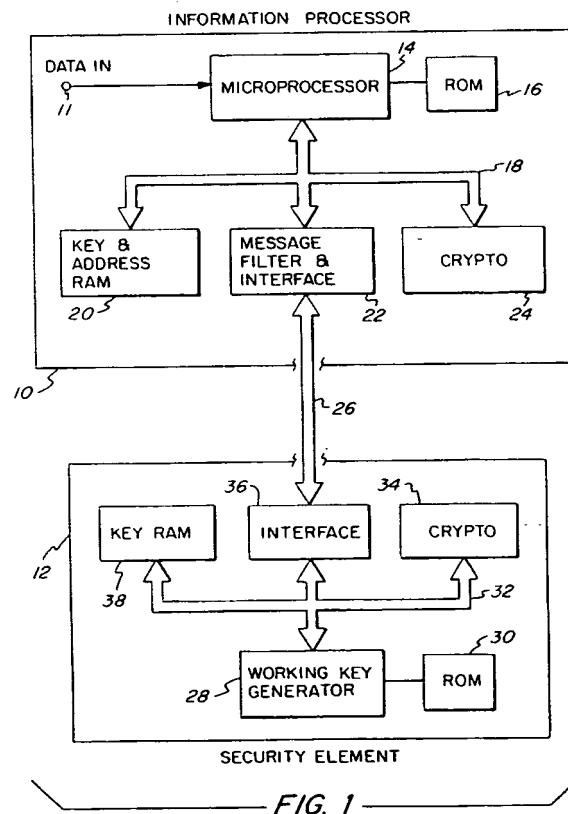 INFORMATION PROCESSOR
DATA IN
11
14
MICROPROCESSOR
ROM
16
18
KEY &
ADDRESS
RAM
20
MESSAGE
FILTER &
INTERFACE
22
CRYPTO
24
10
26
36
34
12
KEY RAM
38
INTERFACE
CRYPTO
32
30
28
WORKING KEY
GENERATOR
ROM
SECURITY ELEMENT
FIG. 1